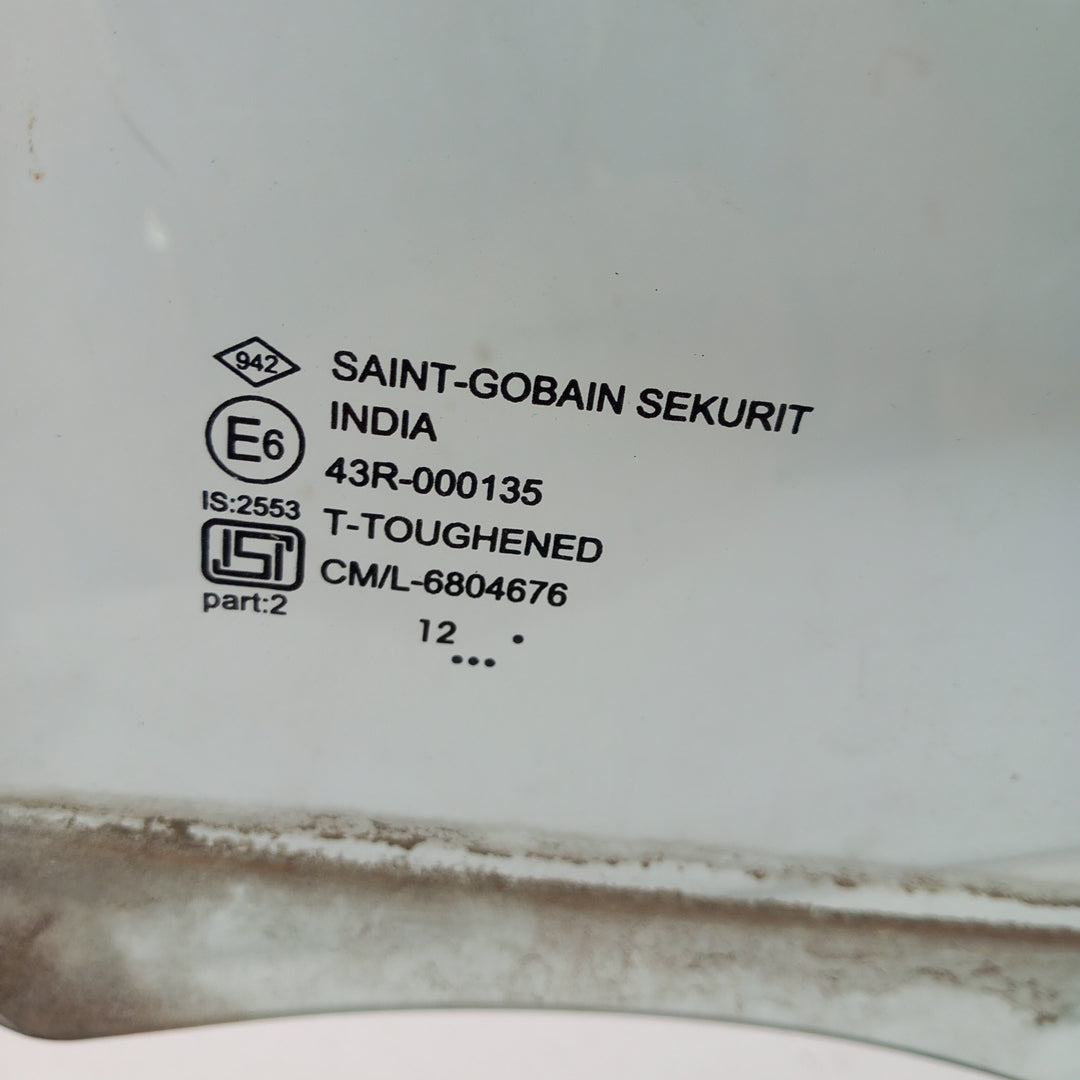 942
SAINT-GOBAIN SEKURIT
INDIA
E6
43R-000135
IS:2553
T-TOUGHENED
ISI
CM/L-6804676
part:2
12 .
...